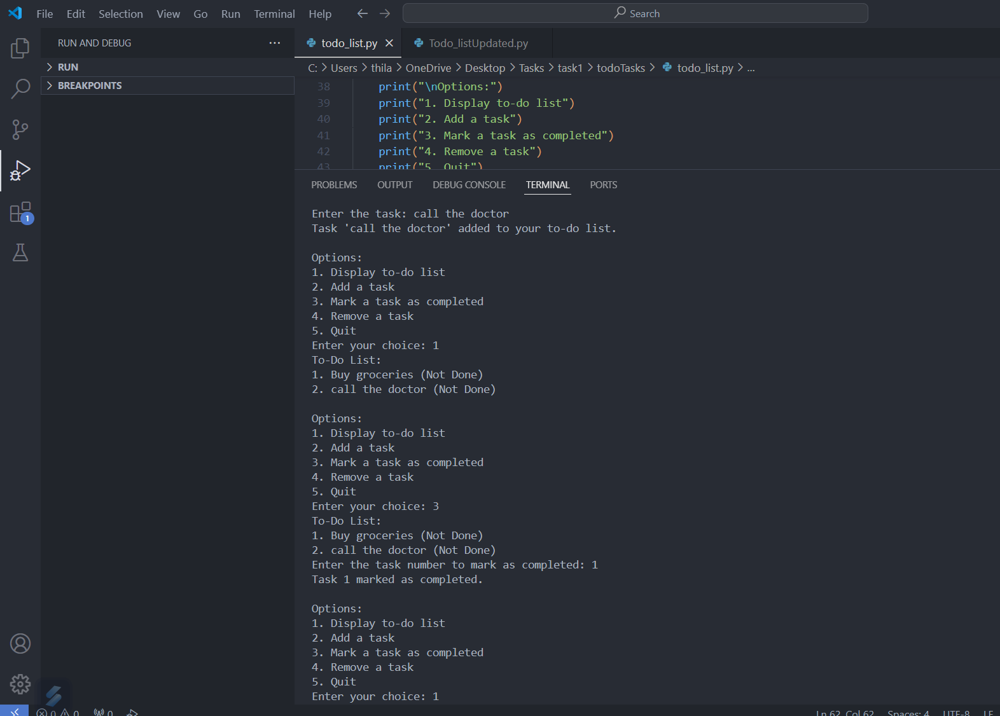 File Edit Selection View Go Run Terminal Help Search
RUN AND DEBUG
RUN
BREAKPOINTS
1
todo_list.py Todo_listUpdated.py
C: > Users > thila > OneDrive > Desktop > Tasks > task1 > todoTasks > todo_list.py > ...
38 print("\nOptions:")
39 print("1. Display to-do list")
40 print("2. Add a task")
41 print("3. Mark a task as completed")
42 print("4. Remove a task")
43 print("5. Quit")
PROBLEMS OUTPUT DEBUG CONSOLE TERMINAL PORTS
Enter the task: call the doctor
Task 'call the doctor' added to your to-do list.
Options:
1. Display to-do list
2. Add a task
3. Mark a task as completed
4. Remove a task
5. Quit
Enter your choice: 1
To-Do List:
1. Buy groceries (Not Done)
2. call the doctor (Not Done)
Options:
1. Display to-do list
2. Add a task
3. Mark a task as completed
4. Remove a task
5. Quit
Enter your choice: 3
To-Do List:
1. Buy groceries (Not Done)
2. call the doctor (Not Done)
Enter the task number to mark as completed: 1
Task 1 marked as completed.
Options:
1. Display to-do list
2. Add a task
3. Mark a task as completed
4. Remove a task
5. Quit
Enter your choice: 1
0 0 0 Ln 62, Col 62 Spaces: 4 UTF-8 LF